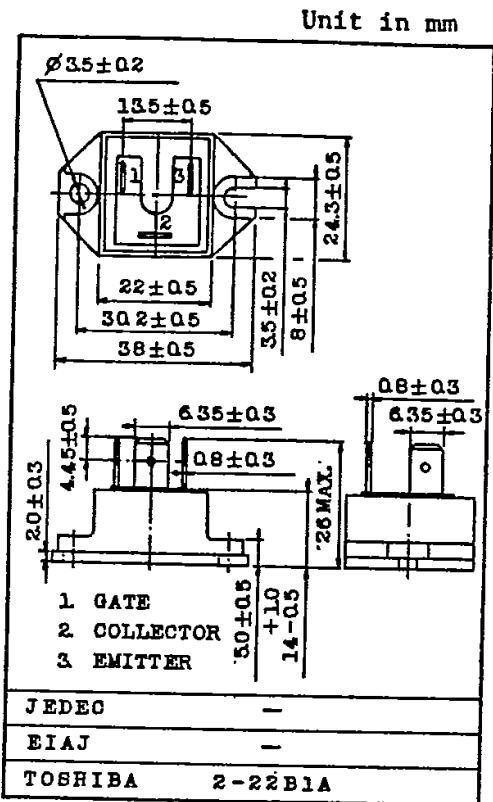 Unit in mm
Ø3.5±0.2
13.5±0.5
1
3
2
24.3±0.5
22±0.5
3.5±0.2
8±0.5
30.2±0.5
38±0.5
0.8±0.3
6.35±0.3
6.35±0.3
4.45±0.5
0.8±0.3
2.0±0.3
26MAX.
1. GATE
2. COLLECTOR
3. EMITTER
5.0±0.5
+1.0
14-0.5
JEDEC —
EIAJ —
TOSHIBA 2-22B1A